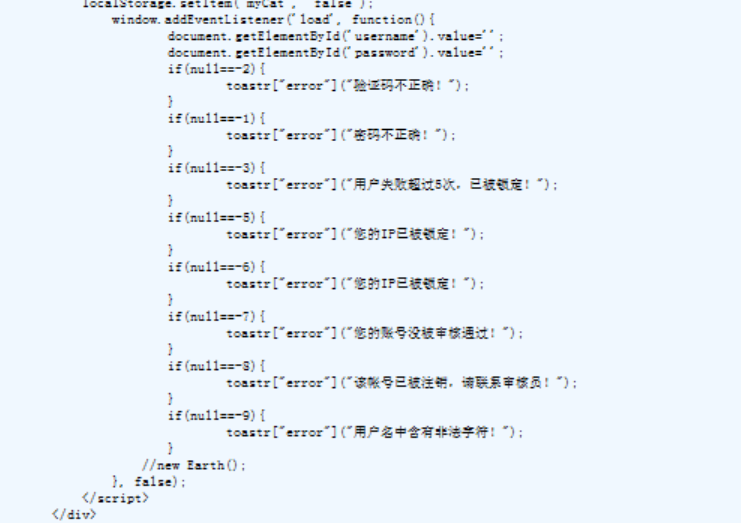 localStorage.setItem('myCat', 'false');
window.addEventListener('load', function(){
document.getElementById('username').value='';
document.getElementById('password').value='';
if(null==-2){
toastr["error"]("验证码不正确！");
}
if(null==-1){
toastr["error"]("密码不正确！");
}
if(null==-3){
toastr["error"]("用户失败超过5次，已被锁定！");
}
if(null==-5){
toastr["error"]("您的IP已被锁定！");
}
if(null==-6){
toastr["error"]("您的IP已被锁定！");
}
if(null==-7){
toastr["error"]("您的账号没被审核通过！");
}
if(null==-8){
toastr["error"]("该帐号已被注销，请联系审核员！");
}
if(null==-9){
toastr["error"]("用户名中含有非法字符！");
}
//new Earth();
}, false);
</script>
</div>